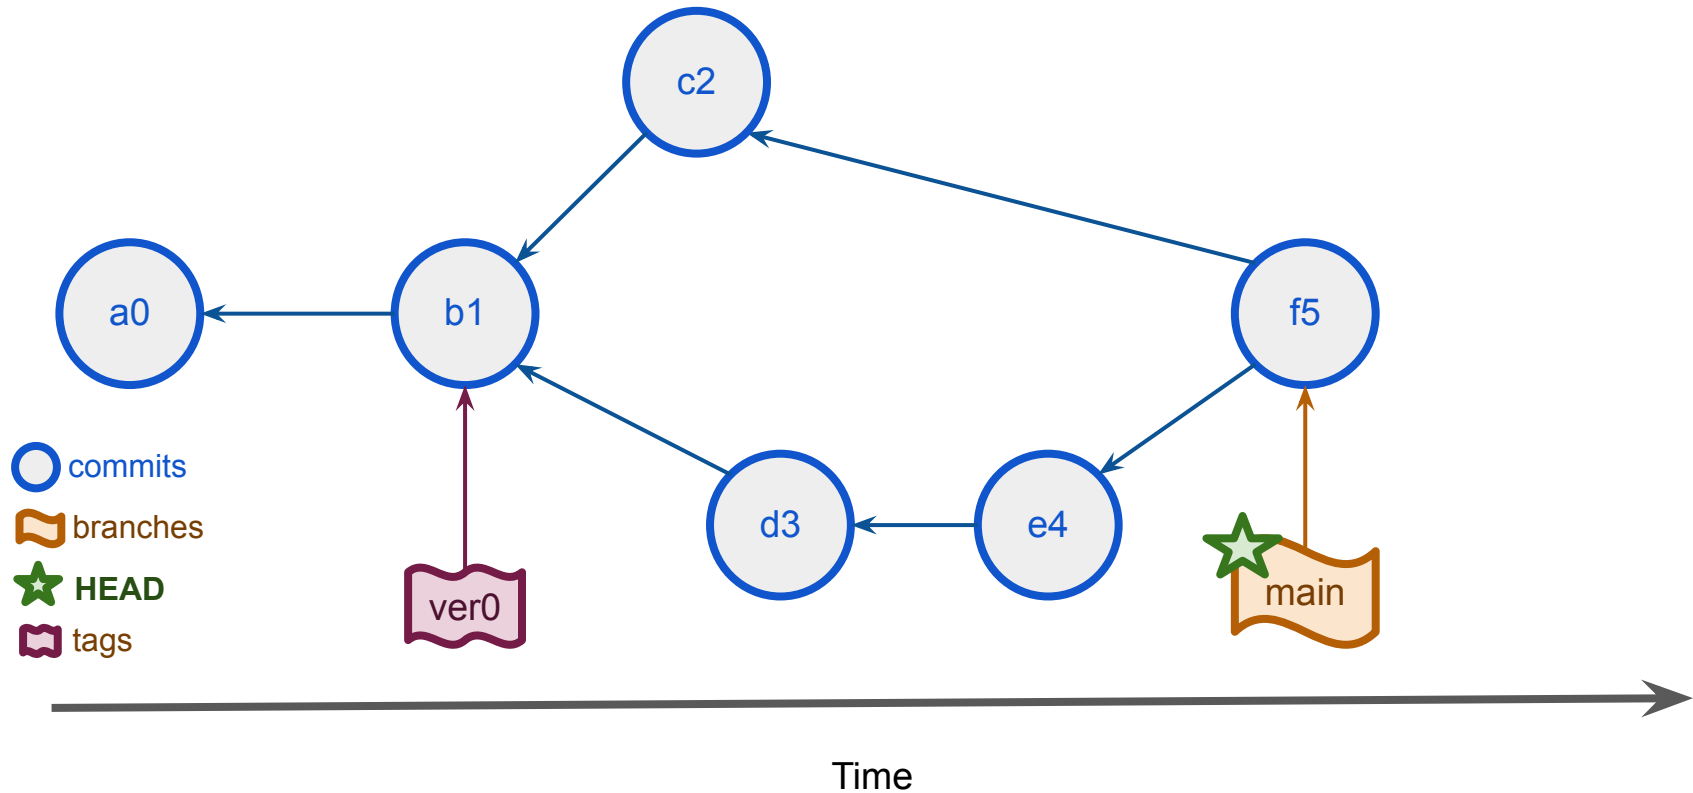 c2
a0
b1
f5
commits
d3
e4
branches
HEAD
ver0
main
tags
Time